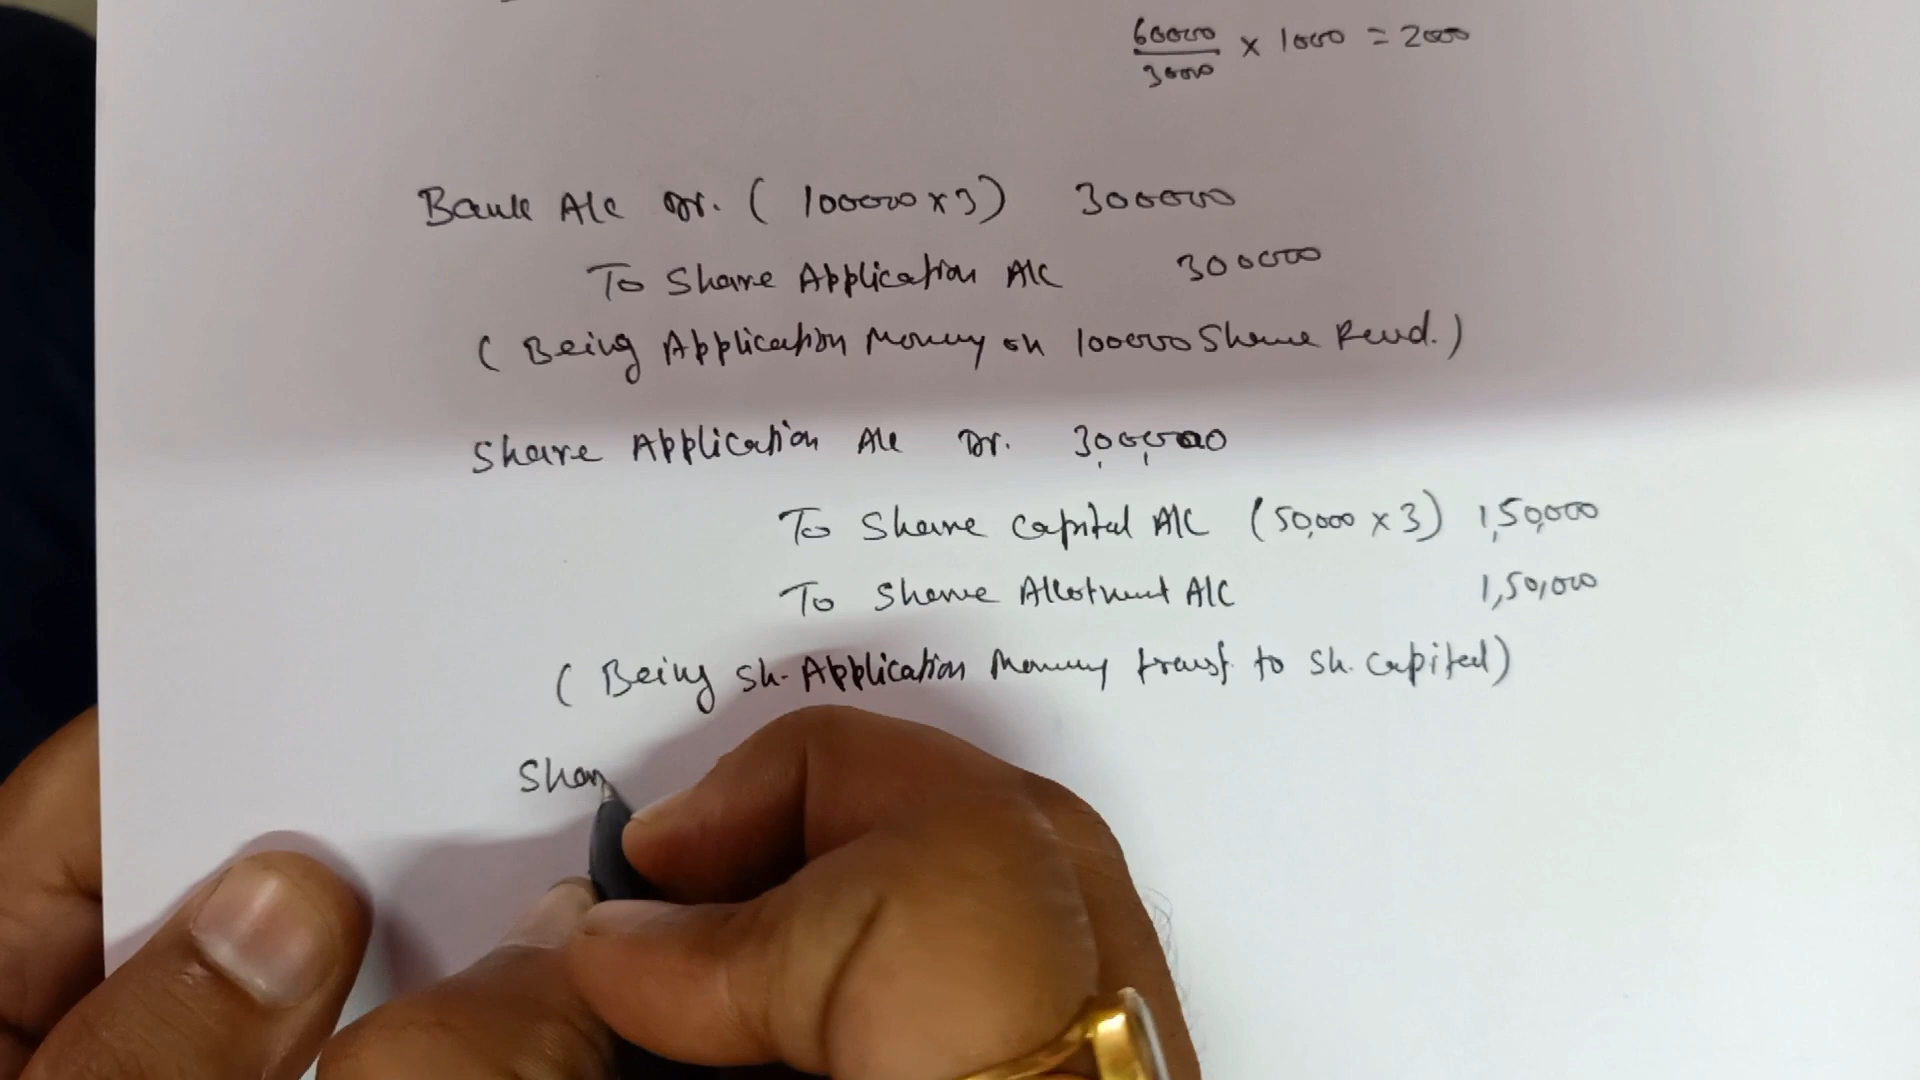 60000/3000 × 1000 = 2000
Bank A/c Dr. ( 100000 × 3 ) 300000
To Share Application A/c 300000
( Being Application Money on 100000 Share Recvd. )
Share Application A/c Dr. 3,00,000
To Share Capital A/c ( 50,000 × 3 ) 1,50,000
To Share Allotment A/c 1,50,000
( Being Sh. Application Money transf. to Sh. Capital )
Shar